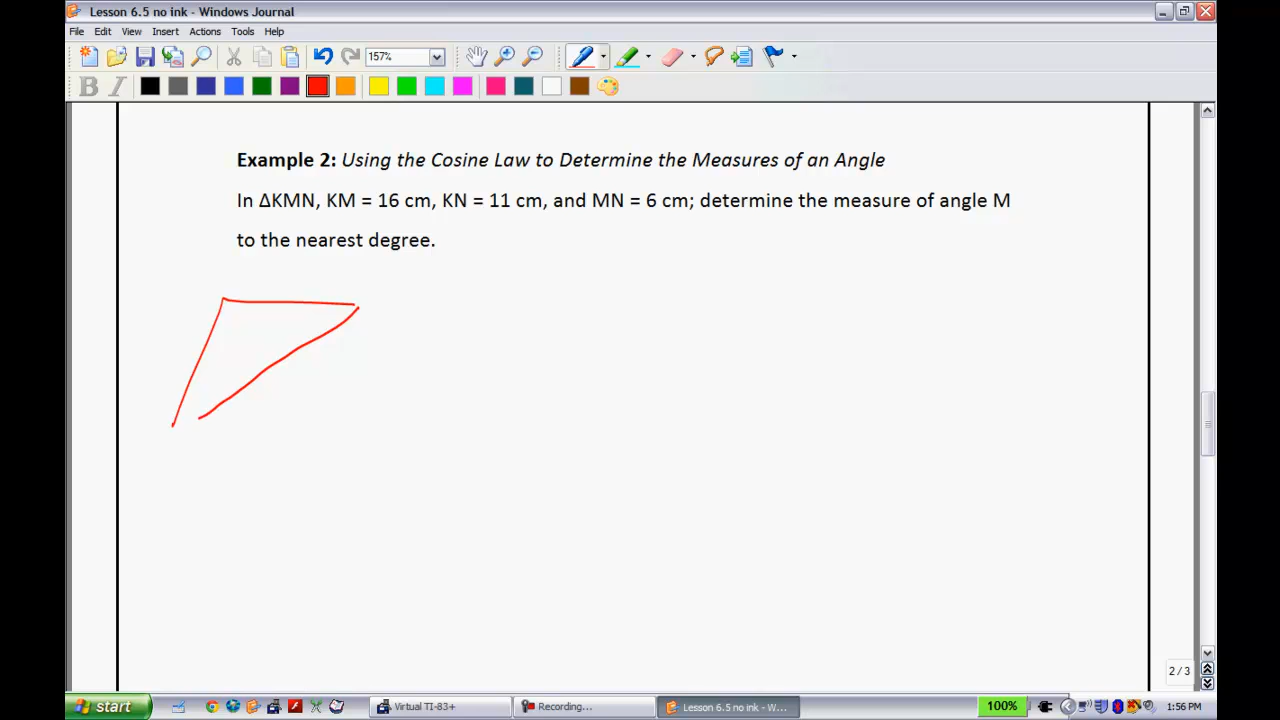 Lesson 6.5 no ink - Windows Journal
File Edit View Insert Actions Tools Help
157%
B I
Example 2: Using the Cosine Law to Determine the Measures of an Angle
In ΔKMN, KM = 16 cm, KN = 11 cm, and MN = 6 cm; determine the measure of angle M
to the nearest degree.
2 / 3
start Virtual TI-83+ Recording... Lesson 6.5 no ink - W... 100% 1:56 PM